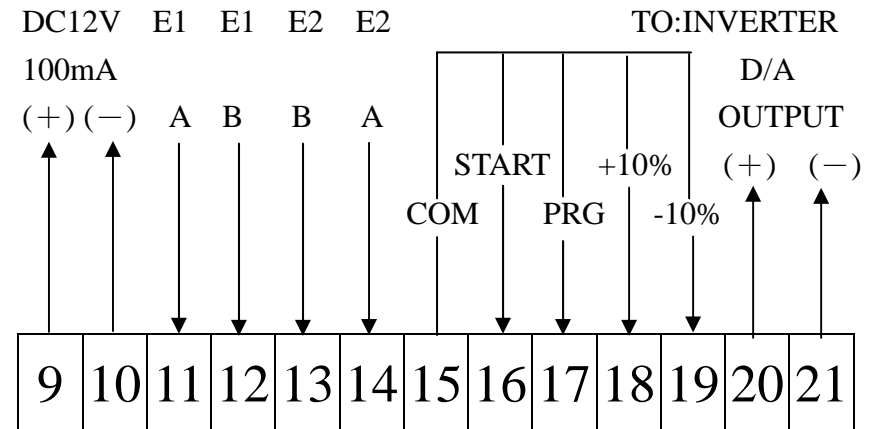 DC12V E1 E1 E2 E2 TO:INVERTER
100mA D/A
(+) (−) A B B A OUTPUT
START +10% (+) (−)
COM PRG -10%
9 10 11 12 13 14 15 16 17 18 19 20 21